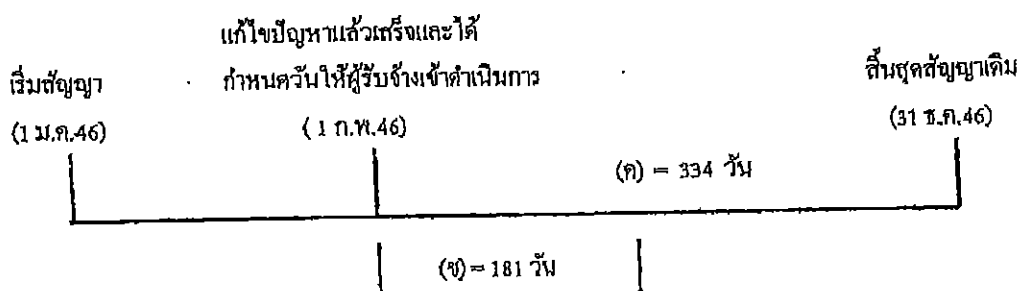 แก้ไขปัญหาแล้วเสร็จและได้
เริ่มสัญญา กำหนดวันให้ผู้รับจ้างเข้าดำเนินการ สิ้นสุดสัญญาเดิม
(1 ม.ค.46) (1 ก.พ.46) (31 ธ.ค.46)
(ค) = 334 วัน
(ข) = 181 วัน